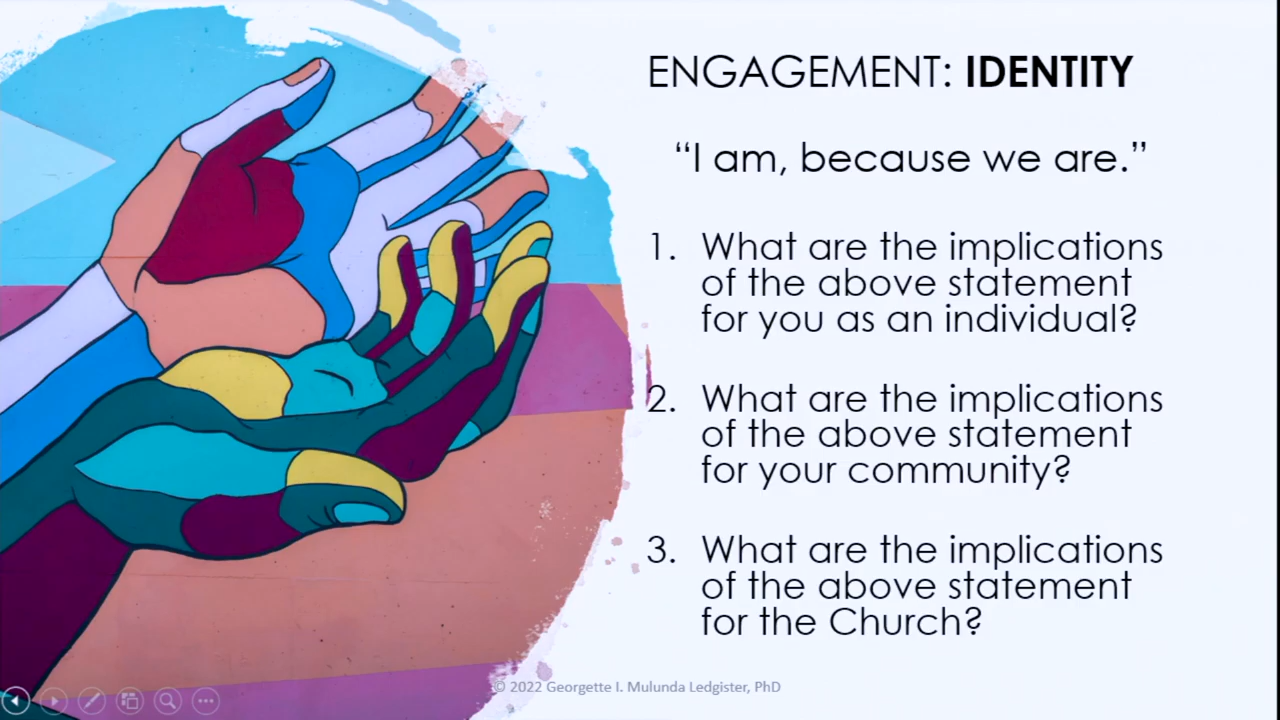 ENGAGEMENT: IDENTITY
“I am, because we are.”
1. What are the implications
of the above statement
for you as an individual?
2. What are the implications
of the above statement
for your community?
3. What are the implications
of the above statement
for the Church?
© 2022 Georgette I. Mulunda Ledgister, PhD